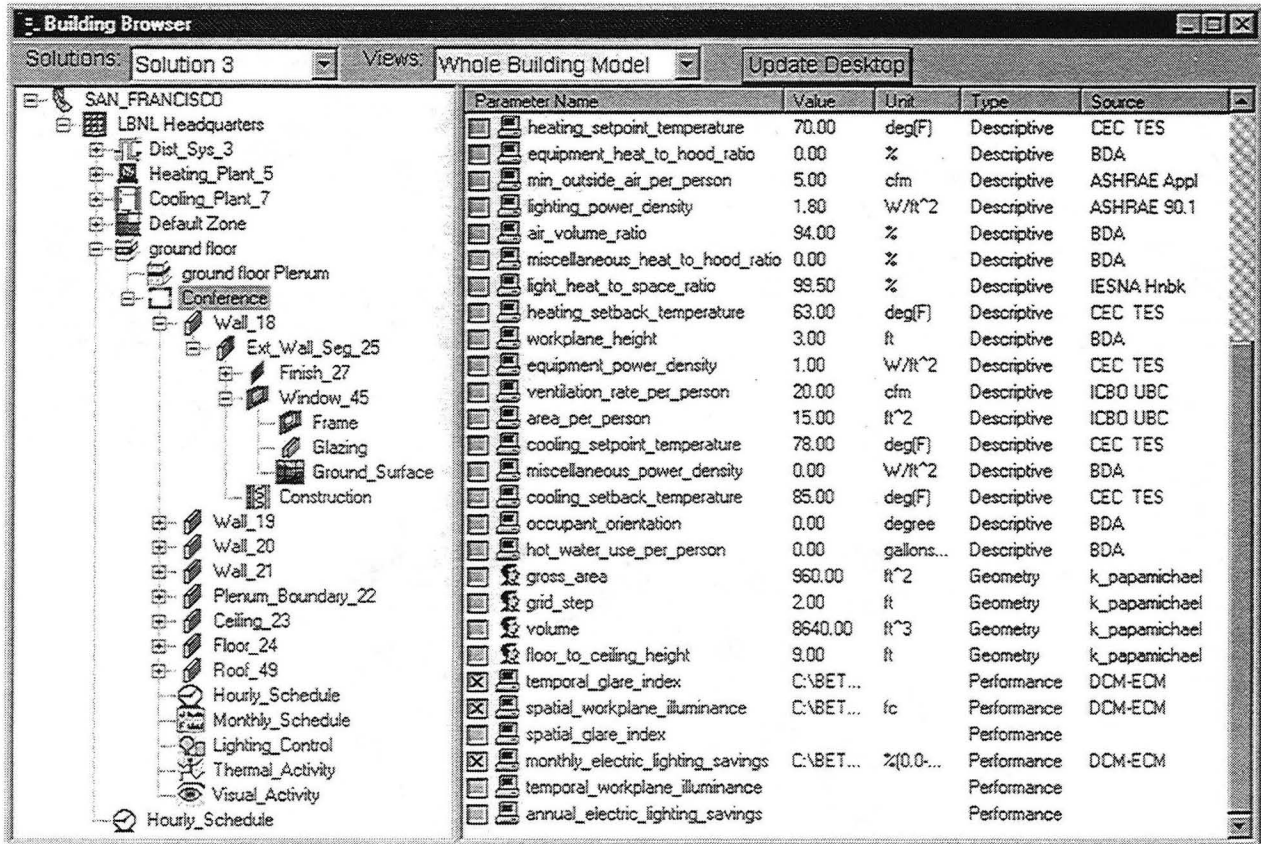 Building Browser
Solutions: Solution 3 Views: Whole Building Model Update Desktop
SAN_FRANCISCO
LBNL Headquarters
Dist_Sys_3
Heating_Plant_5
Cooling_Plant_7
Default Zone
ground floor
ground floor Plenum
Conference
Wall_18
Ext_Wall_Seg_25
Finish_27
Window_45
Frame
Glazing
Ground_Surface
Construction
Wall_19
Wall_20
Wall_21
Plenum_Boundary_22
Ceiling_23
Floor_24
Roof_49
Hourly_Schedule
Monthly_Schedule
Lighting_Control
Thermal_Activity
Visual_Activity
Hourly_Schedule
Parameter Name Value Unit Type Source
heating_setpoint_temperature 70.00 deg(F) Descriptive CEC TES
equipment_heat_to_hood_ratio 0.00 % Descriptive BDA
min_outside_air_per_person 5.00 cfm Descriptive ASHRAE Appl
lighting_power_density 1.80 W/ft^2 Descriptive ASHRAE 90.1
air_volume_ratio 94.00 % Descriptive BDA
miscellaneous_heat_to_hood_ratio 0.00 % Descriptive BDA
light_heat_to_space_ratio 99.50 % Descriptive IESNA Hnbk
heating_setback_temperature 63.00 deg(F) Descriptive CEC TES
workplane_height 3.00 ft Descriptive BDA
equipment_power_density 1.00 W/ft^2 Descriptive CEC TES
ventilation_rate_per_person 20.00 cfm Descriptive ICBO UBC
area_per_person 15.00 ft^2 Descriptive ICBO UBC
cooling_setpoint_temperature 78.00 deg(F) Descriptive CEC TES
miscellaneous_power_density 0.00 W/ft^2 Descriptive BDA
cooling_setback_temperature 85.00 deg(F) Descriptive CEC TES
occupant_orientation 0.00 degree Descriptive BDA
hot_water_use_per_person 0.00 gallons... Descriptive BDA
gross_area 960.00 ft^2 Geometry k_papamichael
grid_step 2.00 ft Geometry k_papamichael
volume 8640.00 ft^3 Geometry k_papamichael
floor_to_ceiling_height 9.00 ft Geometry k_papamichael
temporal_glare_index C:\BET... Performance DCM-ECM
spatial_workplane_illuminance C:\BET... fc Performance DCM-ECM
spatial_glare_index Performance
monthly_electric_lighting_savings C:\BET... %(0.0-... Performance DCM-ECM
temporal_workplane_illuminance Performance
annual_electric_lighting_savings Performance